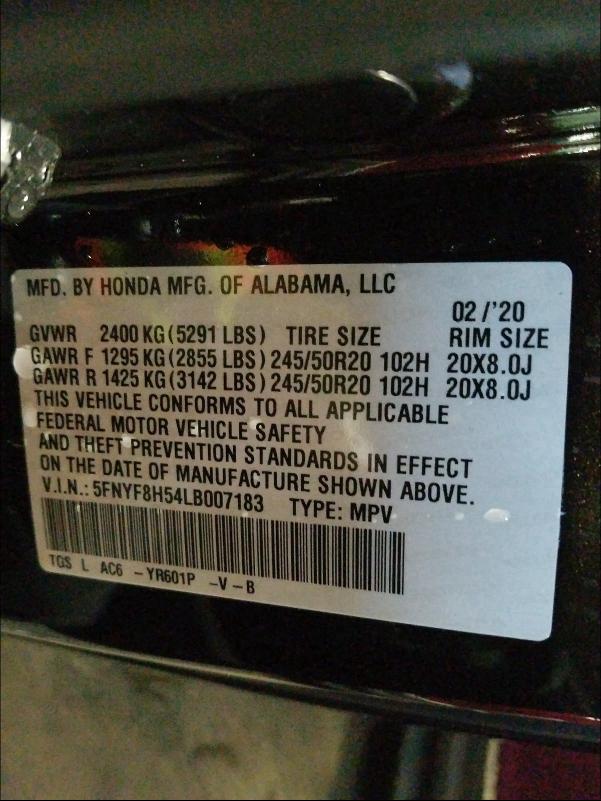 MFD. BY HONDA MFG. OF ALABAMA, LLC
02/'20
GVWR 2400 KG (5291 LBS) TIRE SIZE RIM SIZE
GAWR F 1295 KG (2855 LBS) 245/50R20 102H 20X8.0J
GAWR R 1425 KG (3142 LBS) 245/50R20 102H 20X8.0J
THIS VEHICLE CONFORMS TO ALL APPLICABLE
FEDERAL MOTOR VEHICLE SAFETY
AND THEFT PREVENTION STANDARDS IN EFFECT
ON THE DATE OF MANUFACTURE SHOWN ABOVE.
V.I.N.: 5FNYF8H54LB007183 TYPE: MPV
TGS L AC6 -YR601P -V-B